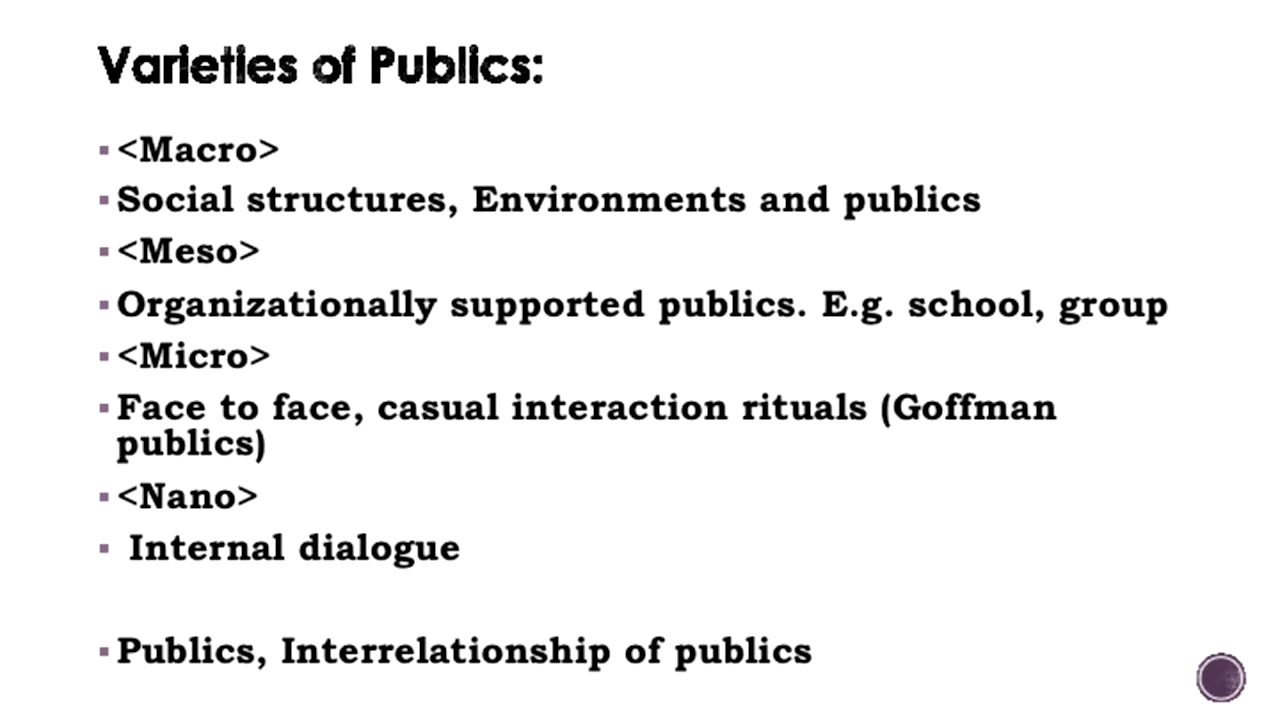 Varieties of Publics:
<Macro>
Social structures, Environments and publics
<Meso>
Organizationally supported publics. E.g. school, group
<Micro>
Face to face, casual interaction rituals (Goffman
publics)
<Nano>
Internal dialogue
Publics, Interrelationship of publics